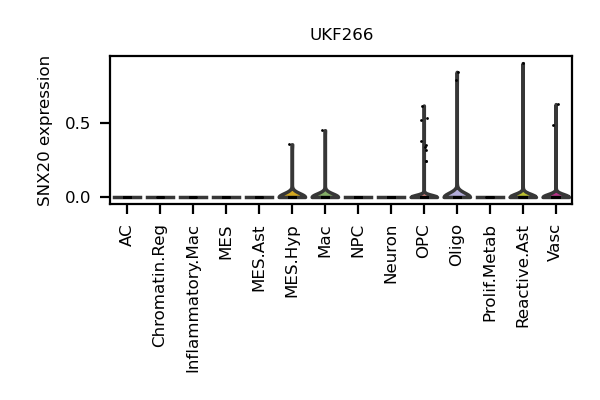 UKF266
SNX20 expression
0.5
0.0
AC
Chromatin.Reg
Inflammatory.Mac
MES
MES.Ast
MES.Hyp
Mac
NPC
Neuron
OPC
Oligo
Prolif.Metab
Reactive.Ast
Vasc